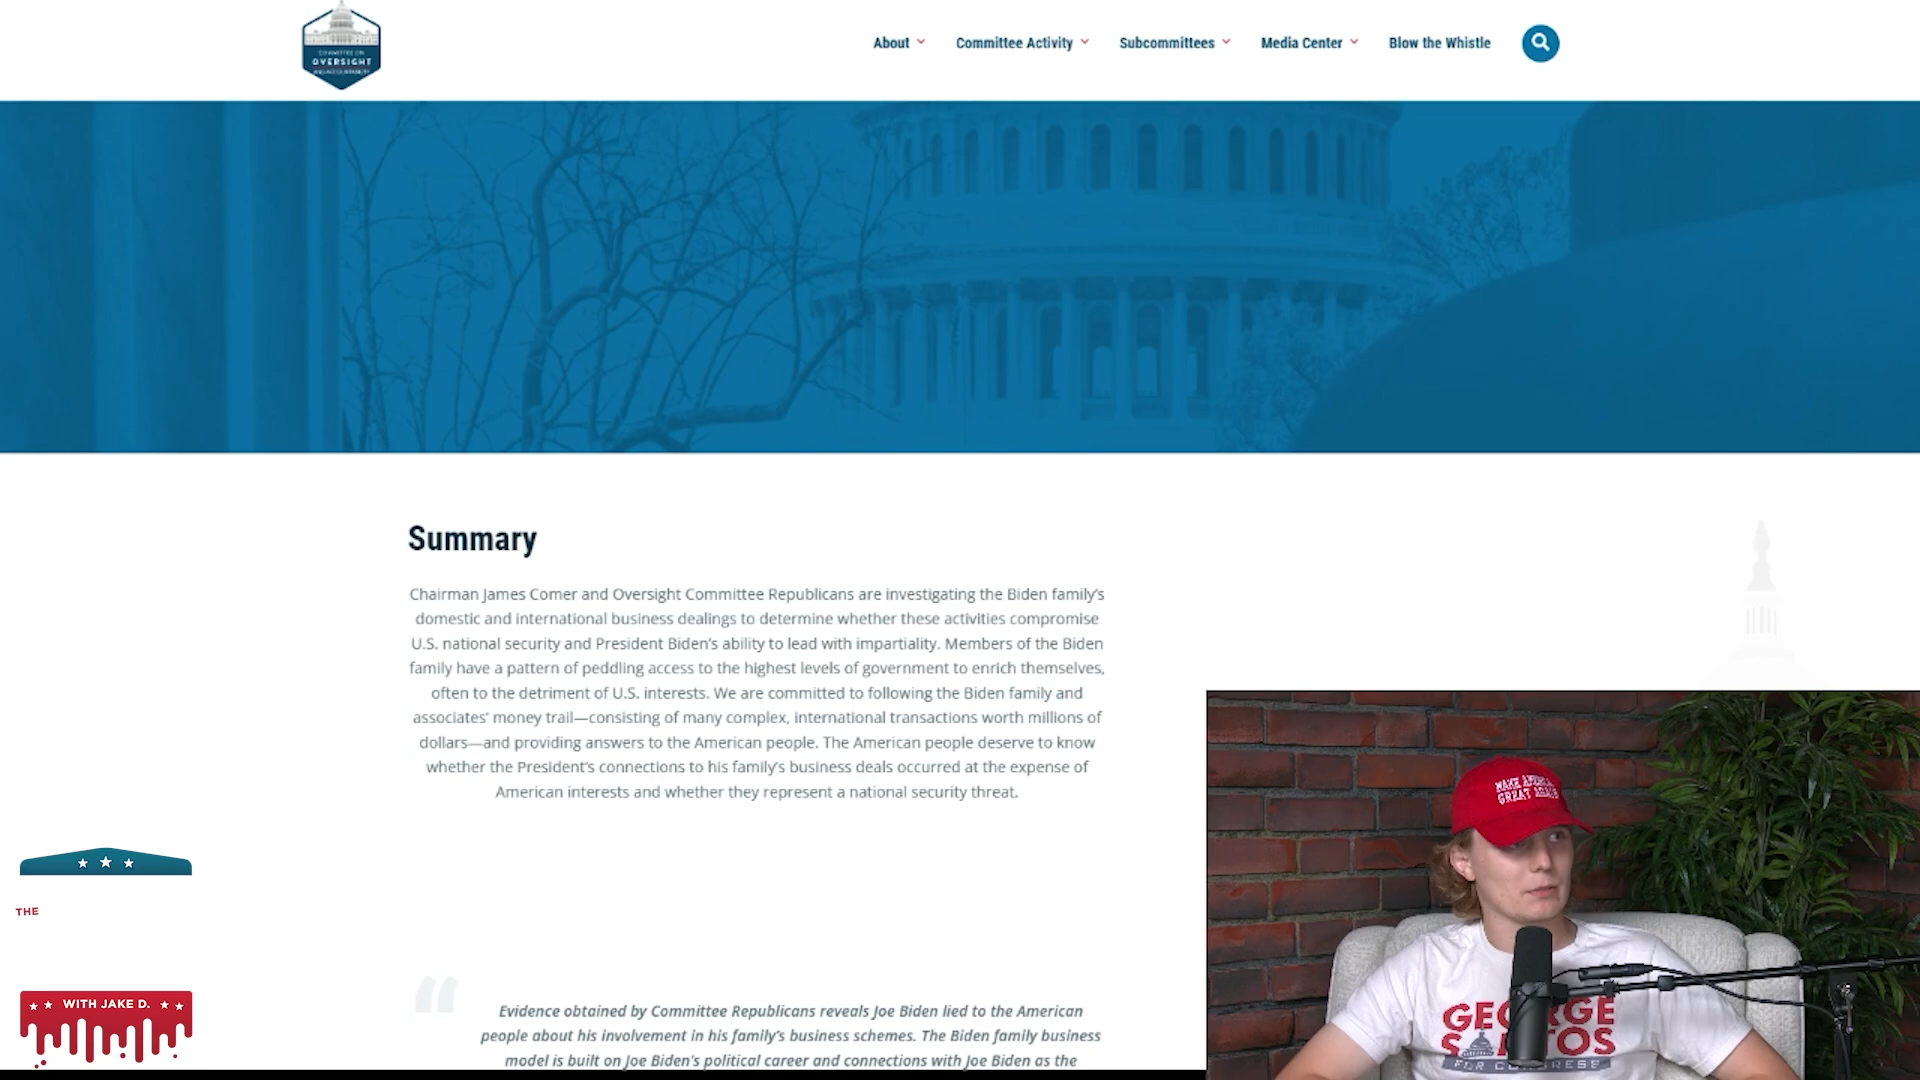 COMMITTEE ON
OVERSIGHT
AND ACCOUNTABILITY
About
Committee Activity
Subcommittees
Media Center
Blow the Whistle
Summary
Chairman James Comer and Oversight Committee Republicans are investigating the Biden family's
domestic and international business dealings to determine whether these activities compromise
U.S. national security and President Biden's ability to lead with impartiality. Members of the Biden
family have a pattern of peddling access to the highest levels of government to enrich themselves,
often to the detriment of U.S. interests. We are committed to following the Biden family and
associates' money trail—consisting of many complex, international transactions worth millions of
dollars—and providing answers to the American people. The American people deserve to know
whether the President's connections to his family's business deals occurred at the expense of
American interests and whether they represent a national security threat.
“
Evidence obtained by Committee Republicans reveals Joe Biden lied to the American
people about his involvement in his family's business schemes. The Biden family business
model is built on Joe Biden's political career and connections with Joe Biden as the
THE
WITH JAKE D.
MAKE AMERICA
GREAT AGAIN
GEORGE
SANTOS
FOR CONGRESS